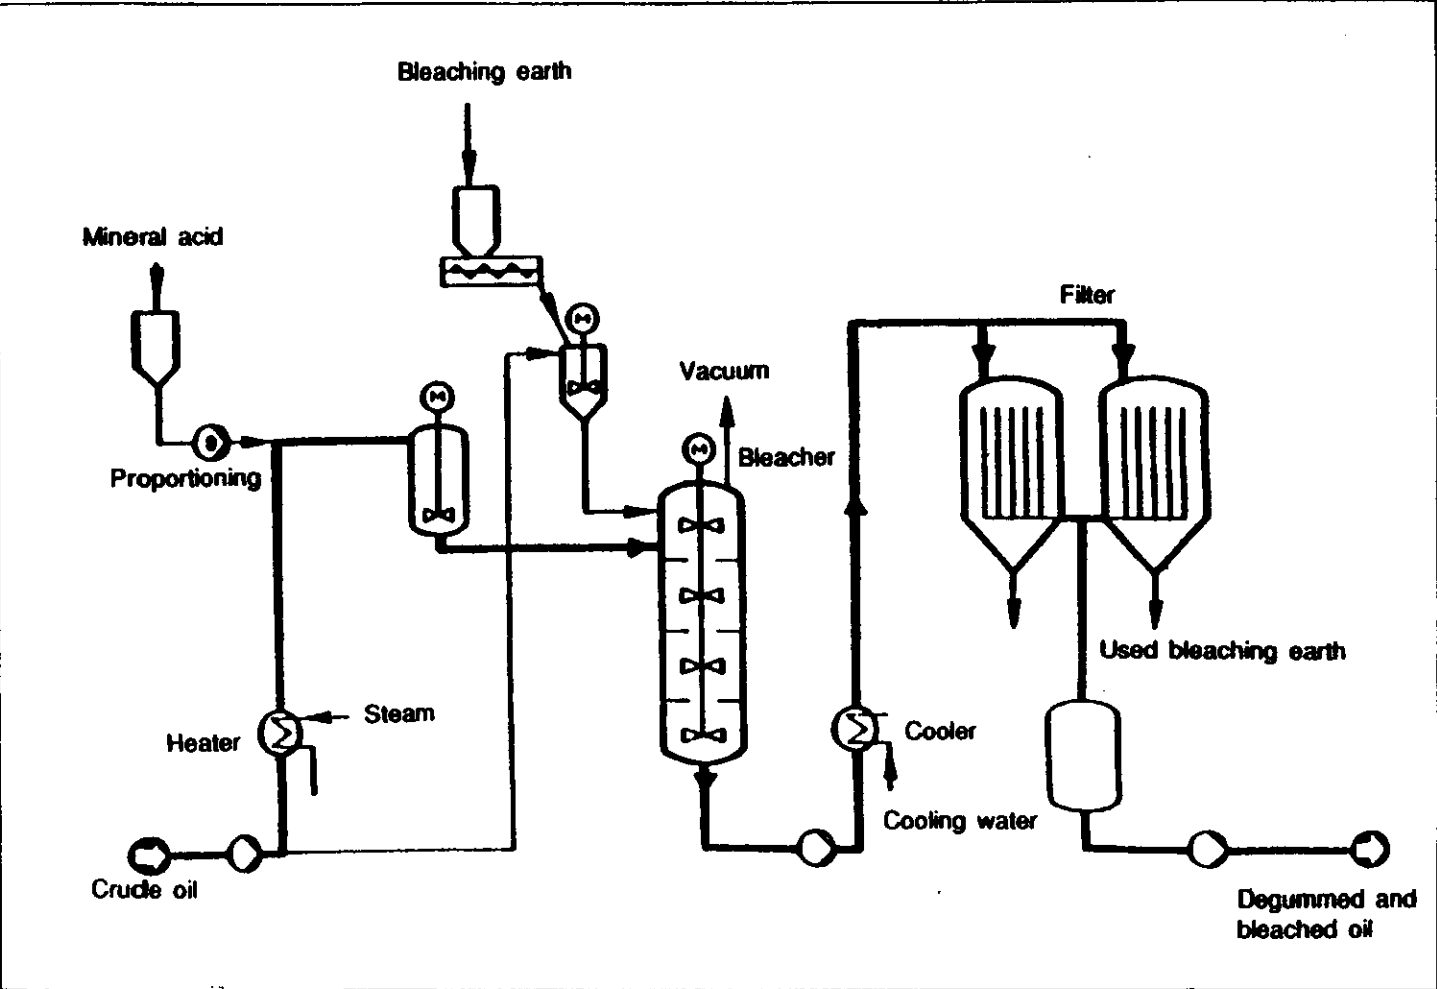 Bleaching earth
Mineral acid
M
Filter
Vacuum
M
M
Bleacher
Proportioning
Used bleaching earth
Steam
Heater
Cooler
Cooling water
Crude oil
Degummed and
bleached oil